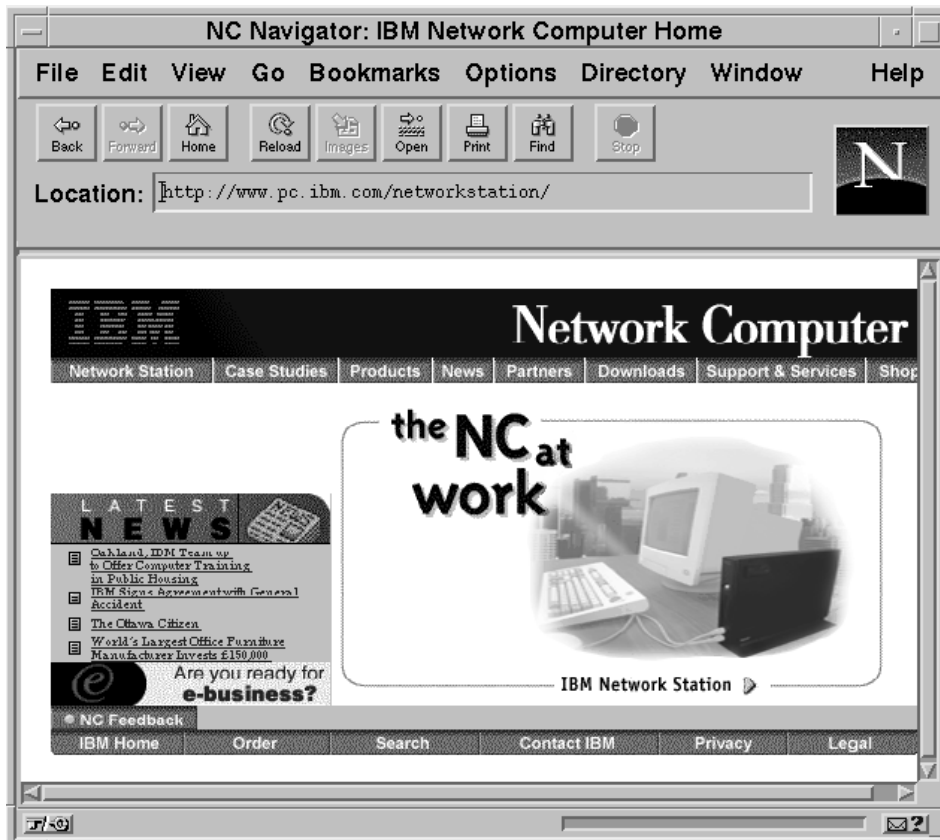 NC Navigator: IBM Network Computer Home
File Edit View Go Bookmarks Options Directory Window Help
Back Forward Home Reload Images Open Print Find Stop
Location: http://www.pc.ibm.com/networkstation/
N
IBM
Network Computer
Network Station Case Studies Products News Partners Downloads Support & Services Shop
the NC at
work
LATEST
NEWS
Oakland, IBM Team up
to Offer Computer Training
in Public Housing
IBM Signs Agreement with General
Accident
The Ottawa Citizen
World's Largest Office Furniture
Manufacturer Invests £150,000
e
Are you ready for
e-business?
IBM Network Station
NC Feedback
IBM Home Order Search Contact IBM Privacy Legal
?